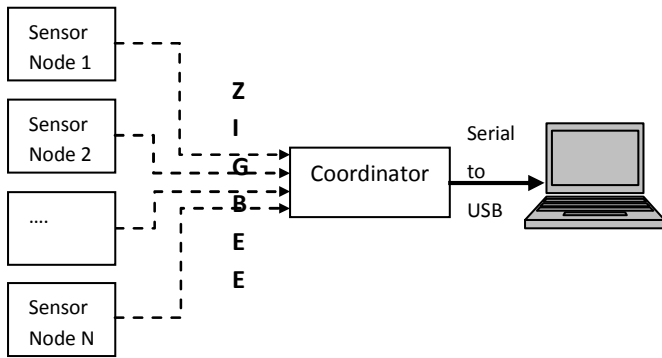 Sensor
Node 1
Sensor
Node 2
....
Sensor
Node N
Z
I
G
B
E
E
Coordinator
Serial
to
USB